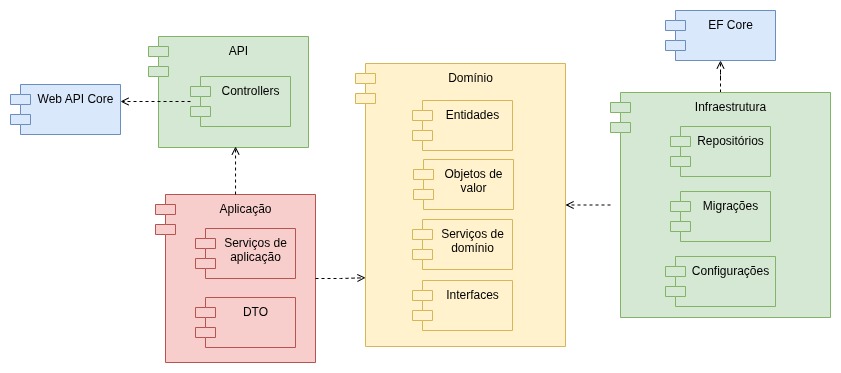 API
Controllers
Web API Core
Aplicação
Serviços de
aplicação
DTO
Domínio
Entidades
Objetos de
valor
Serviços de
domínio
Interfaces
EF Core
Infraestrutura
Repositórios
Migrações
Configurações